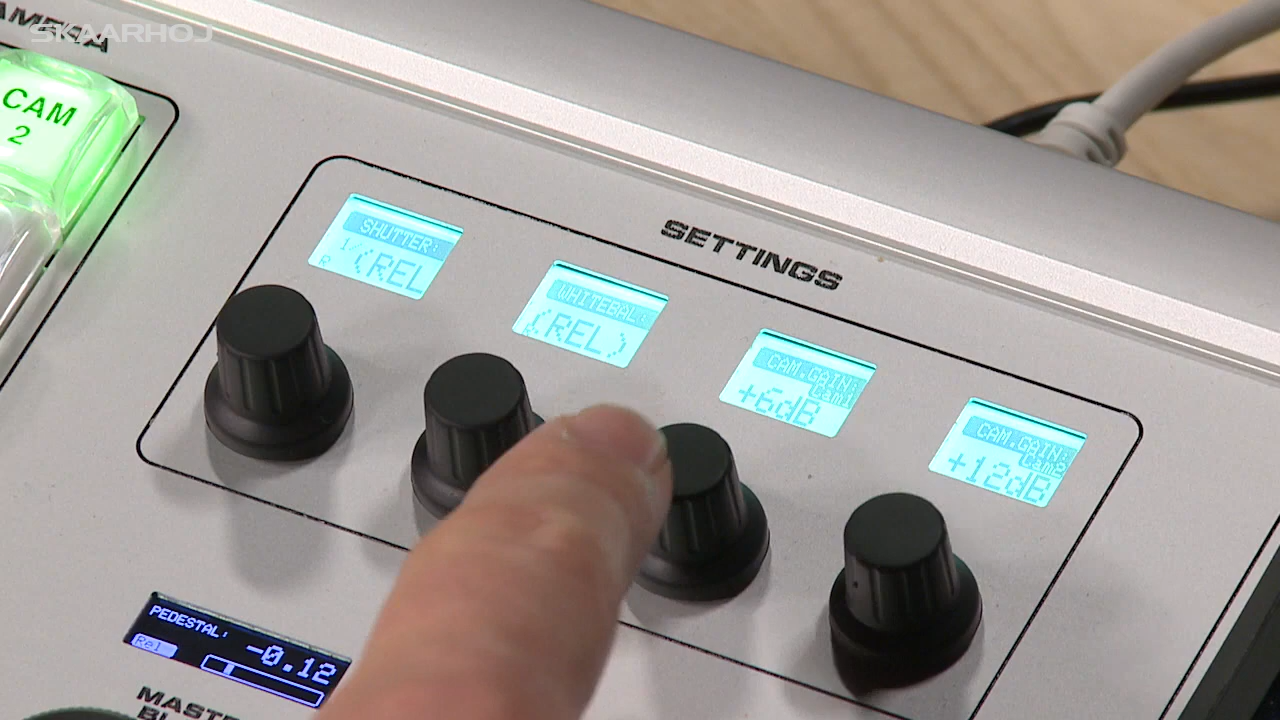 SKAARHOJ
CAM
2
SETTINGS
SHUTTER:
1/(REL
WHITEBAL:
(REL)
CAM.GAIN:
Cam1
+6dB
CAM.GAIN:
Cam2
+12dB
PEDESTAL:
Rel
-0.12